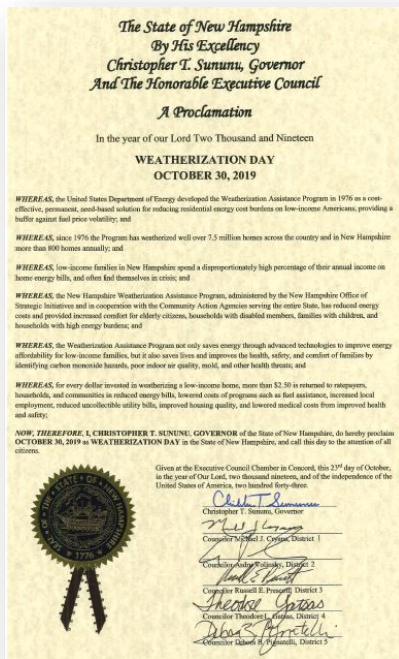 The State of New Hampshire
By His Excellency
Christopher T. Sununu, Governor
And The Honorable Executive Council
A Proclamation
In the year of our Lord Two Thousand and Nineteen
WEATHERIZATION DAY
OCTOBER 30, 2019
WHEREAS, the United States Department of Energy developed the Weatherization Assistance Program in 1976 as a cost-
effective, permanent, need-based solution for reducing residential energy cost burdens on low-income Americans, providing a
buffer against fuel price volatility; and
WHEREAS, since 1976 the Program has weatherized well over 7.5 million homes across the country and in New Hampshire
more than 800 homes annually; and
WHEREAS, low-income families in New Hampshire spend a disproportionately high percentage of their annual income on
home energy bills, and often find themselves in crisis; and
WHEREAS, the New Hampshire Weatherization Assistance Program, administered by the New Hampshire Office of
Strategic Initiatives and in cooperation with the Community Action Agencies serving the entire State, has reduced energy
costs and provided increased comfort for elderly citizens, households with disabled members, families with children, and
households with high energy burdens; and
WHEREAS, the Weatherization Assistance Program not only saves energy through advanced technologies to improve energy
affordability for low-income families, but it also saves lives and improves the health, safety, and comfort of families by
identifying carbon monoxide hazards, poor indoor air quality, mold, and other health threats; and
WHEREAS, for every dollar invested in weatherizing a low-income home, more than $2.50 is returned to ratepayers,
households, and communities in reduced energy bills, lowered costs of programs such as fuel assistance, increased local
employment, reduced uncollectible utility bills, improved housing quality, and lowered medical costs from improved health
and safety;
NOW, THEREFORE, I, CHRISTOPHER T. SUNUNU, GOVERNOR of the State of New Hampshire, do hereby proclaim
OCTOBER 30, 2019 as WEATHERIZATION DAY in the State of New Hampshire, and call this day to the attention of all
citizens.
Given at the Executive Council Chamber in Concord, this 23rd day of October,
in the year of Our Lord, two thousand nineteen, and of the independence of the
United States of America, two hundred forty-three.
Christopher T. Sununu, Governor
Councilor Michael J. Cryans, District 1
Councilor Andru Volinsky, District 2
Councilor Russell E. Prescott, District 3
Theodore Gatsas
Councilor Theodore L. Gatsas, District 4
Councilor Debora B. Pignatelli, District 5
1776